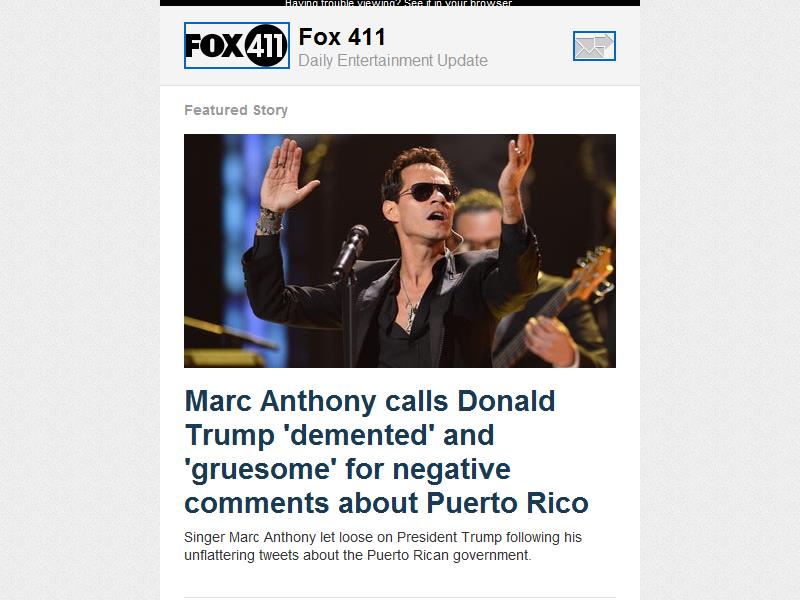 Having trouble viewing? See it in your browser
FOX 411
Fox 411
Daily Entertainment Update
Featured Story
Marc Anthony calls Donald
Trump 'demented' and
'gruesome' for negative
comments about Puerto Rico
Singer Marc Anthony let loose on President Trump following his
unflattering tweets about the Puerto Rican government.